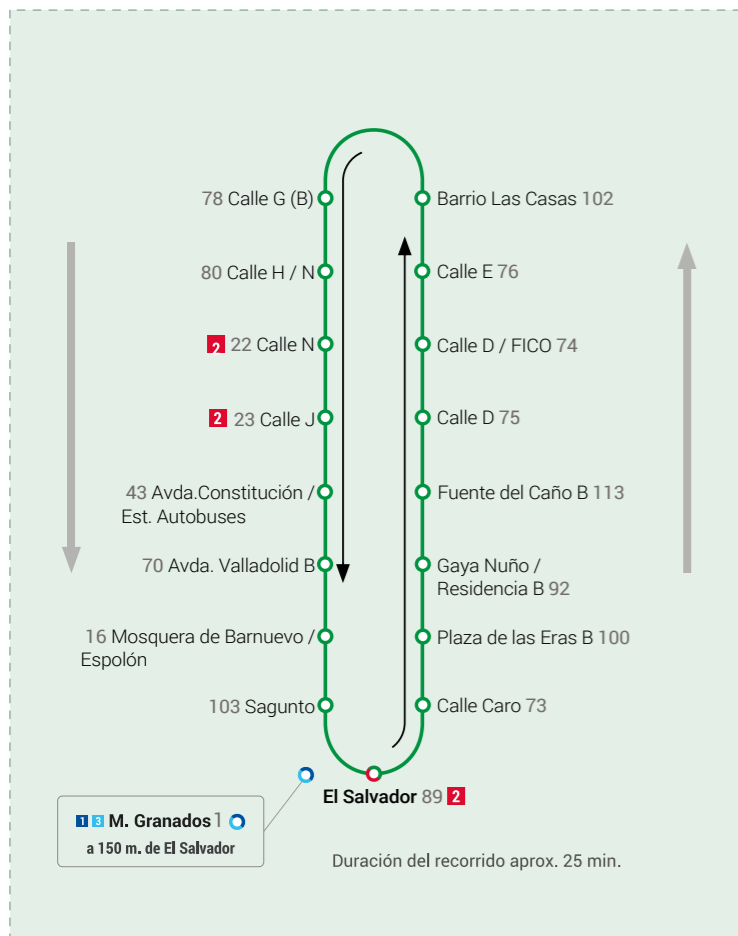 78 Calle G (B)
Barrio Las Casas 102
80 Calle H / N
Calle E 76
2 22 Calle N
Calle D / FICO 74
2 23 Calle J
Calle D 75
43 Avda.Constitución /
Est. Autobuses
Fuente del Caño B 113
70 Avda. Valladolid B
Gaya Nuño /
Residencia B 92
16 Mosquera de Barnuevo /
Espolón
Plaza de las Eras B 100
103 Sagunto
Calle Caro 73
El Salvador 89 2
1 3 M. Granados 1
a 150 m. de El Salvador
Duración del recorrido aprox. 25 min.